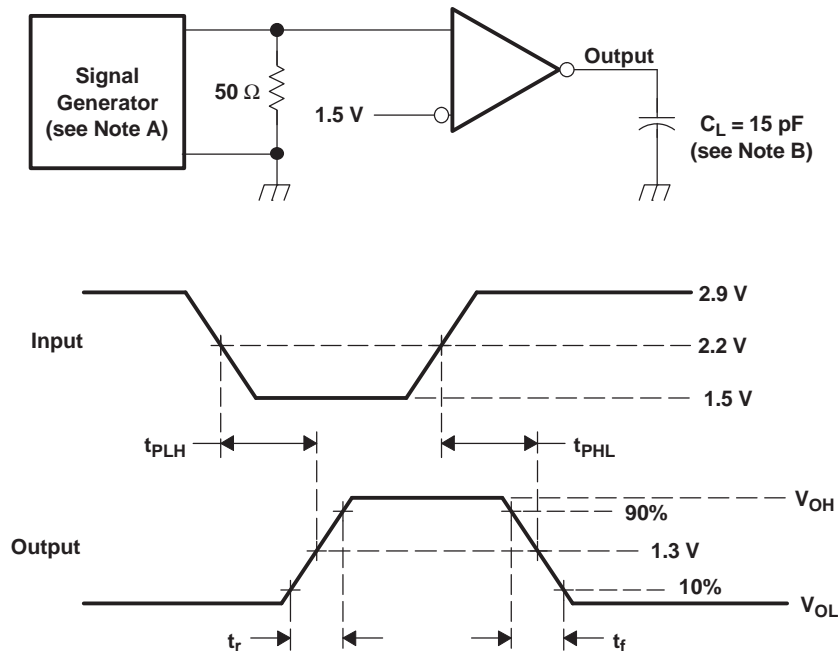 Signal
Generator
(see Note A)
50 Ω
1.5 V
Output
C_L = 15 pF
(see Note B)
Input
2.9 V
2.2 V
1.5 V
t_PLH
t_PHL
Output
V_OH
90%
1.3 V
10%
V_OL
t_r
t_f